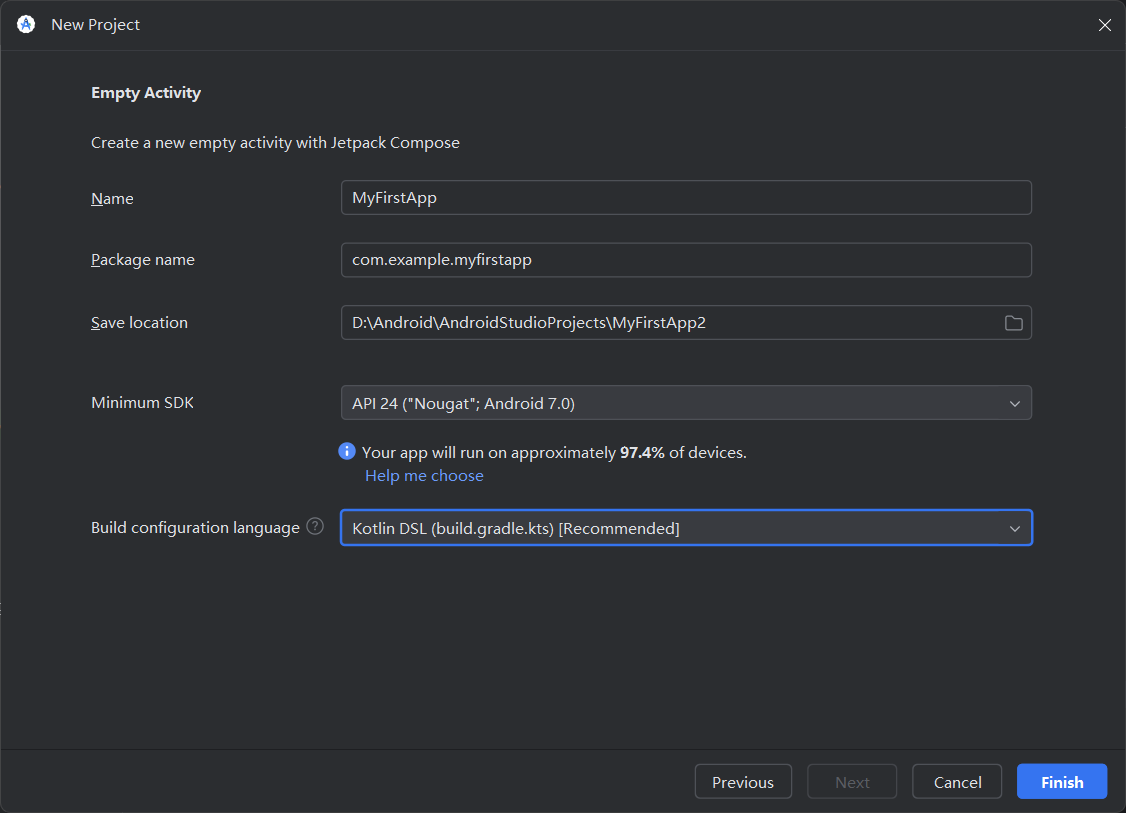 New Project
Empty Activity
Create a new empty activity with Jetpack Compose
Name
MyFirstApp
Package name
com.example.myfirstapp
Save location
D:\Android\AndroidStudioProjects\MyFirstApp2
Minimum SDK
API 24 ("Nougat"; Android 7.0)
Your app will run on approximately 97.4% of devices.
Help me choose
Build configuration language
Kotlin DSL (build.gradle.kts) [Recommended]
Previous
Next
Cancel
Finish